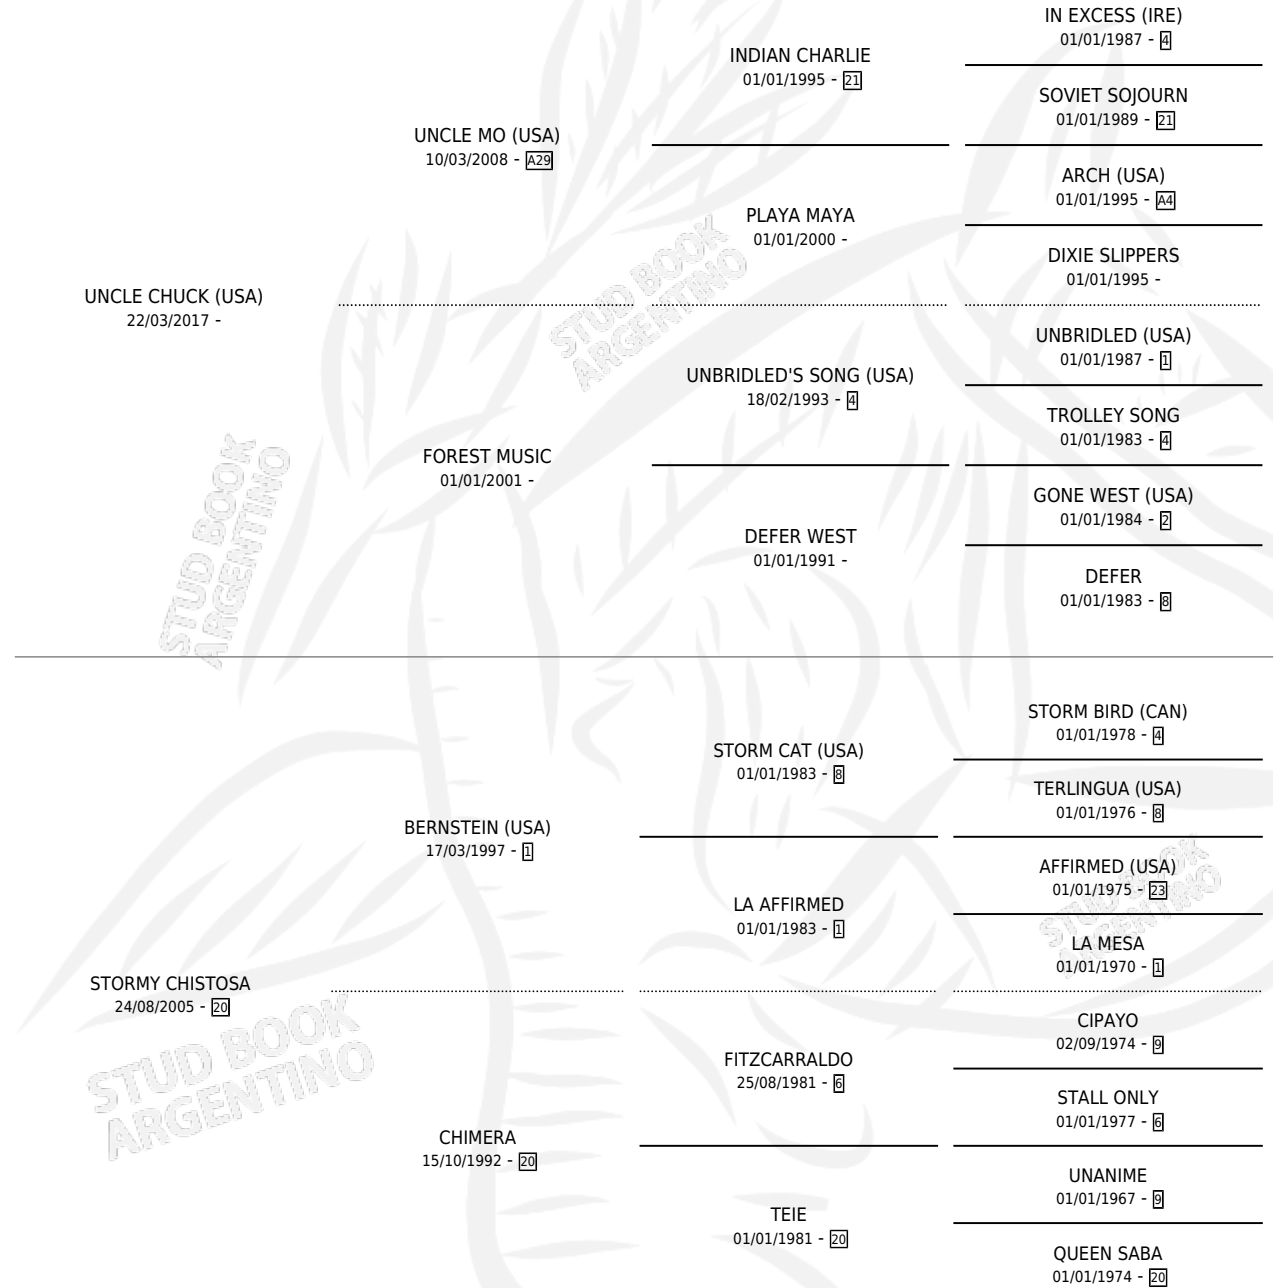 IN EXCESS (IRE)
01/01/1987 - 4
INDIAN CHARLIE
01/01/1995 - 21
SOVIET SOJOURN
01/01/1989 - 21
UNCLE MO (USA)
10/03/2008 - A29
ARCH (USA)
01/01/1995 - A4
PLAYA MAYA
01/01/2000 -
DIXIE SLIPPERS
01/01/1995 -
UNCLE CHUCK (USA)
22/03/2017 -
UNBRIDLED (USA)
01/01/1987 - 1
UNBRIDLED'S SONG (USA)
18/02/1993 - 4
TROLLEY SONG
01/01/1983 - 4
FOREST MUSIC
01/01/2001 -
GONE WEST (USA)
01/01/1984 - 2
DEFER WEST
01/01/1991 -
DEFER
01/01/1983 - 8
STUD BOOK
ARGENTINO
STUD BOOK
ARGENTINO
STORM BIRD (CAN)
01/01/1978 - 4
STORM CAT (USA)
01/01/1983 - 8
TERLINGUA (USA)
01/01/1976 - 8
BERNSTEIN (USA)
17/03/1997 - 1
AFFIRMED (USA)
01/01/1975 - 23
LA AFFIRMED
01/01/1983 - 1
LA MESA
01/01/1970 - 1
STUD BOOK
ARGENTINO
STORMY CHISTOSA
24/08/2005 - 20
CIPAYO
02/09/1974 - 9
FITZCARRALDO
25/08/1981 - 6
STALL ONLY
01/01/1977 - 6
STUD BOOK
ARGENTINO
CHIMERA
15/10/1992 - 20
UNANIME
01/01/1967 - 9
TEIE
01/01/1981 - 20
QUEEN SABA
01/01/1974 - 20